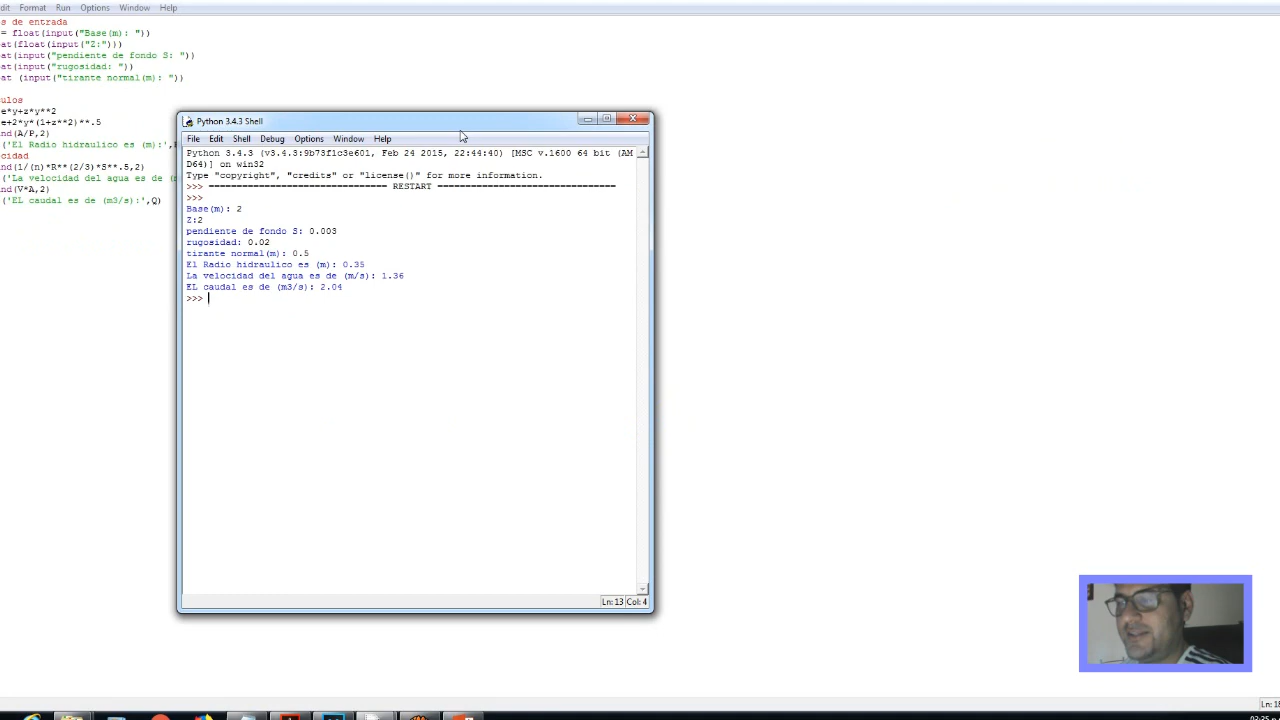 dit Format Run Options Window Help
s de entrada
= float(input("Base(m): "))
at(float(input("Z:")))
at(input("pendiente de fondo S: "))
at(input("rugosidad: "))
at (input("tirante normal(m): "))
ulos
e*y+z*y**2
e+2*y*(1+z**2)**.5
nd(A/P,2)
('El Radio hidraulico es (m):',
ocidad
nd(1/(n)*R**(2/3)*S**.5,2)
('La velocidad del agua es de (m
nd(V*A,2)
('EL caudal es de (m3/s):',Q)
Python 3.4.3 Shell
File Edit Shell Debug Options Window Help
Python 3.4.3 (v3.4.3:9b73f1c3e601, Feb 24 2015, 22:44:40) [MSC v.1600 64 bit (AM
D64)] on win32
Type "copyright", "credits" or "license()" for more information.
>>> ================================ RESTART ================================
>>>
Base(m): 2
Z:2
pendiente de fondo S: 0.003
rugosidad: 0.02
tirante normal(m): 0.5
El Radio hidraulico es (m): 0.35
La velocidad del agua es de (m/s): 1.36
EL caudal es de (m3/s): 2.04
>>>
Ln: 13 Col: 4